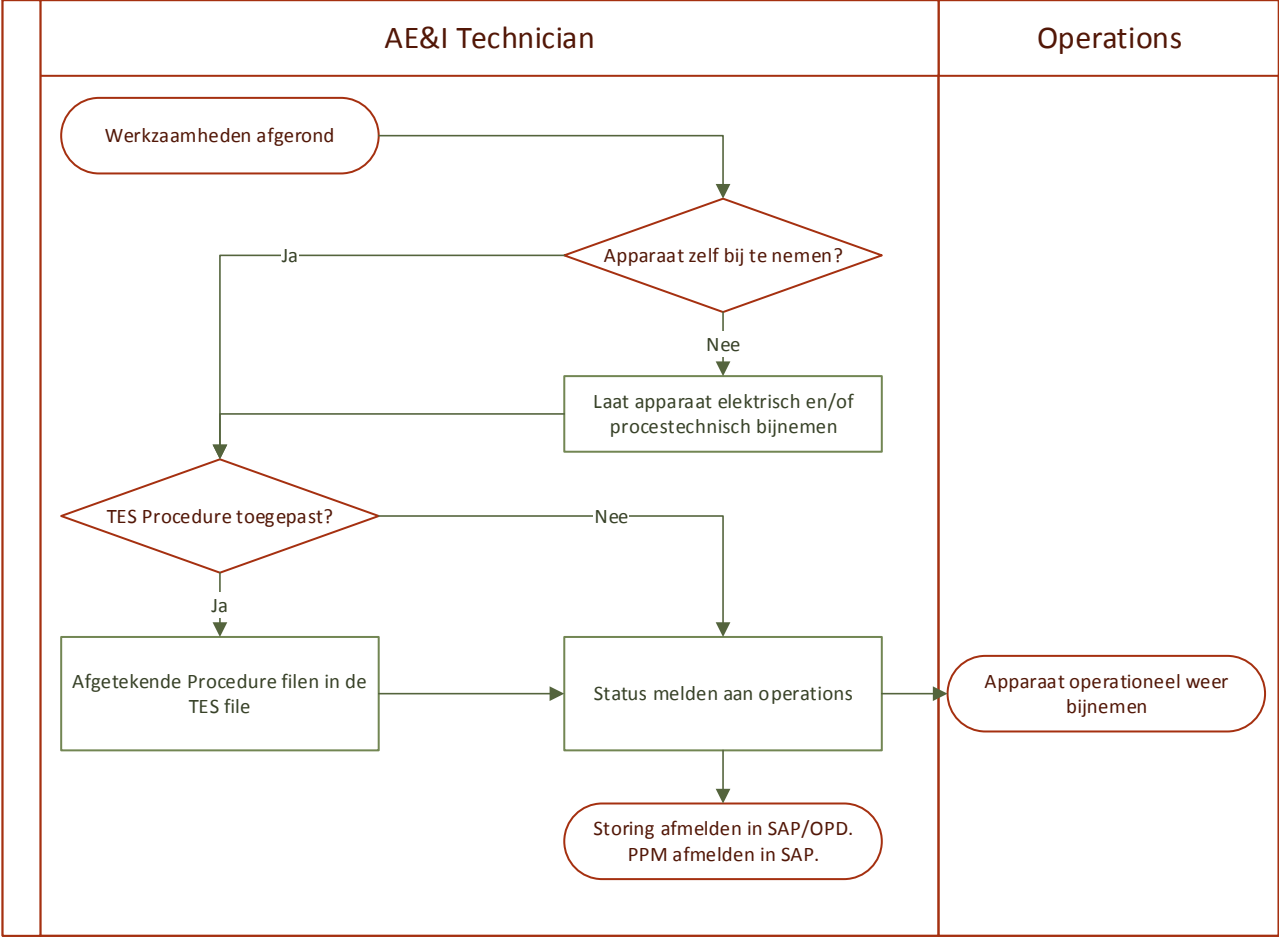 AE&I Technician
Operations
Werkzaamheden afgerond
Apparaat zelf bij te nemen?
Ja
Nee
Laat apparaat elektrisch en/of
procestechnisch bijnemen
TES Procedure toegepast?
Nee
Ja
Afgetekende Procedure filen in de
TES file
Status melden aan operations
Apparaat operationeel weer
bijnemen
Storing afmelden in SAP/OPD.
PPM afmelden in SAP.